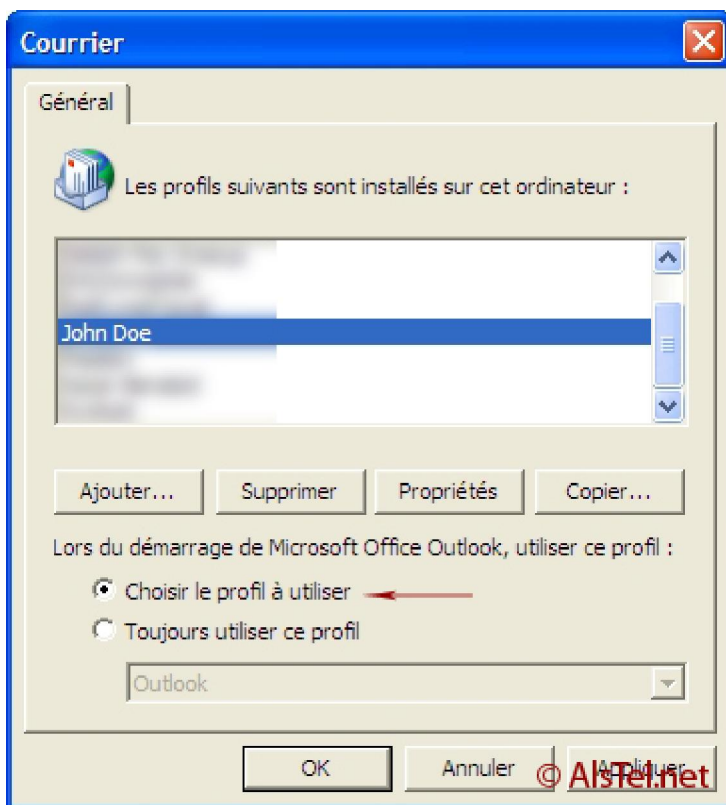 Courrier
Général
Les profils suivants sont installés sur cet ordinateur :
John Doe
Ajouter... Supprimer Propriétés Copier...
Lors du démarrage de Microsoft Office Outlook, utiliser ce profil :
Choisir le profil à utiliser
Toujours utiliser ce profil
Outlook
OK Annuler Appliquer
© AlsTel.net